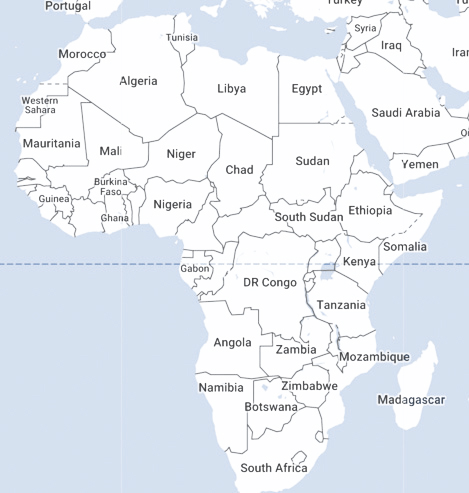 Portugal
Turkey
Tunisia
Syria
Morocco
Iraq
Iran
Algeria
Libya
Egypt
Western
Sahara
Saudi Arabia
Mauritania
Mali
Niger
Chad
Sudan
Yemen
Burkina
Faso
Guinea
Ghana
Nigeria
South Sudan
Ethiopia
Somalia
Gabon
Kenya
DR Congo
Tanzania
Angola
Zambia
Mozambique
Namibia
Zimbabwe
Botswana
Madagascar
South Africa